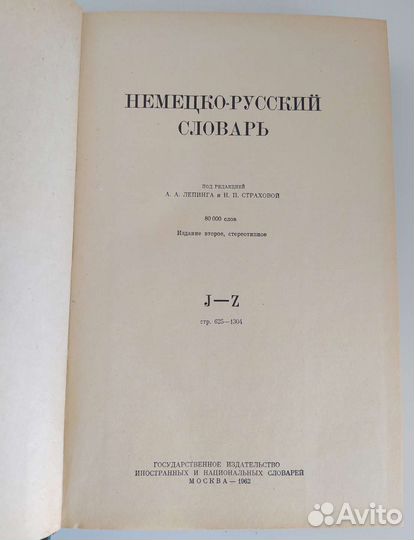 НЕМЕЦКО-РУССКИЙ
СЛОВАРЬ
ПОД РЕДАКЦИЕЙ
А. А. ЛЕПИНГА и Н. П. СТРАХОВОЙ
80 000 слов
Издание второе, стереотипное
J—Z
стр. 625—1304
ГОСУДАРСТВЕННОЕ ИЗДАТЕЛЬСТВО
ИНОСТРАННЫХ И НАЦИОНАЛЬНЫХ СЛОВАРЕЙ
МОСКВА — 1962
Avito